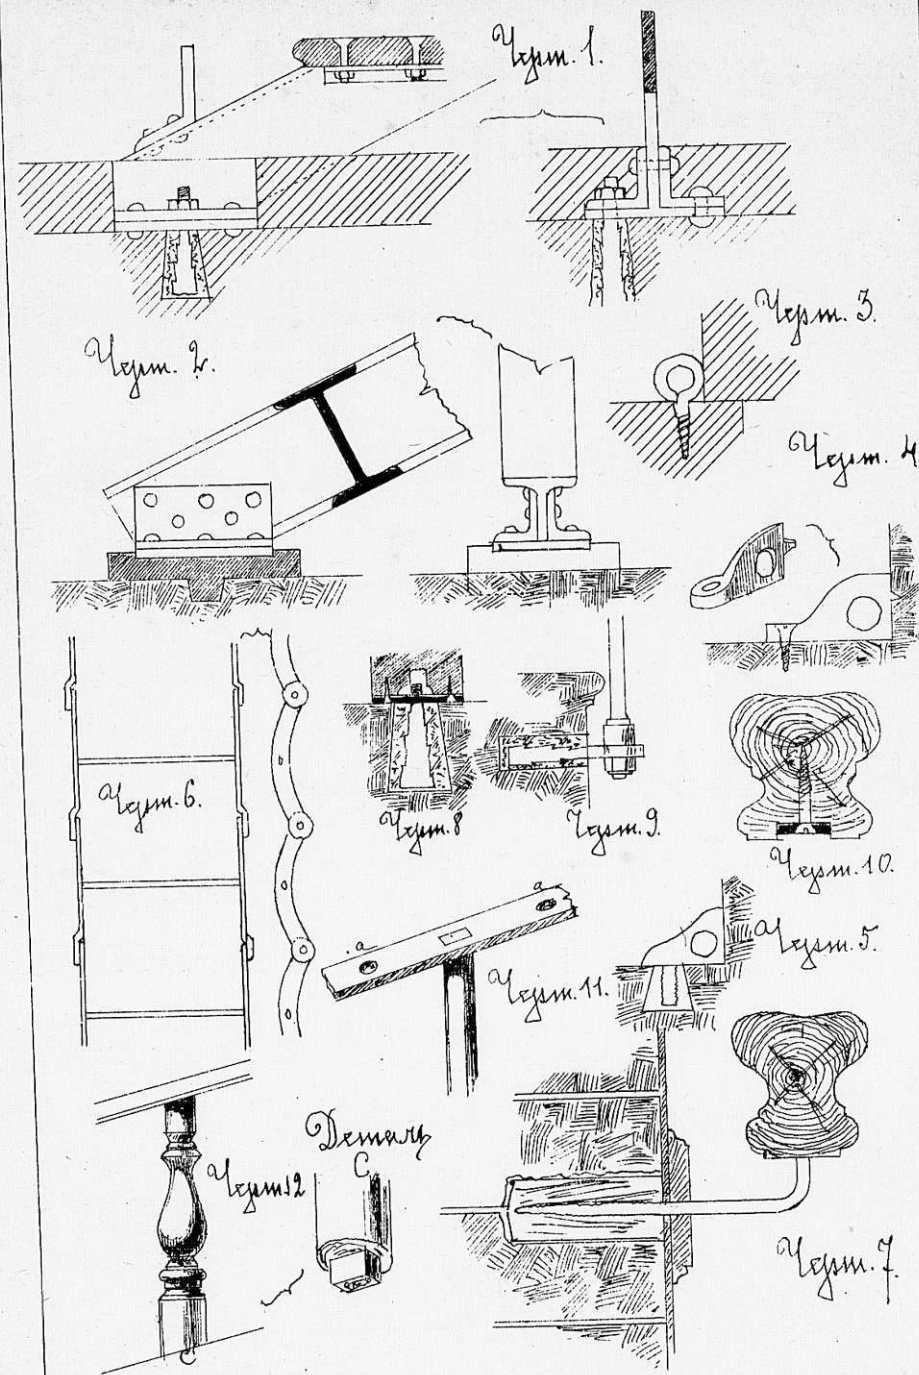 Черт. 1.
Черт. 2.
Черт. 3.
Черт. 4
Черт. 6.
Черт. 8
Черт. 9.
Черт. 10.
a
a
Черт. 5.
Черт. 11.
Деталь
С
Черт 12
Черт. 7.
С